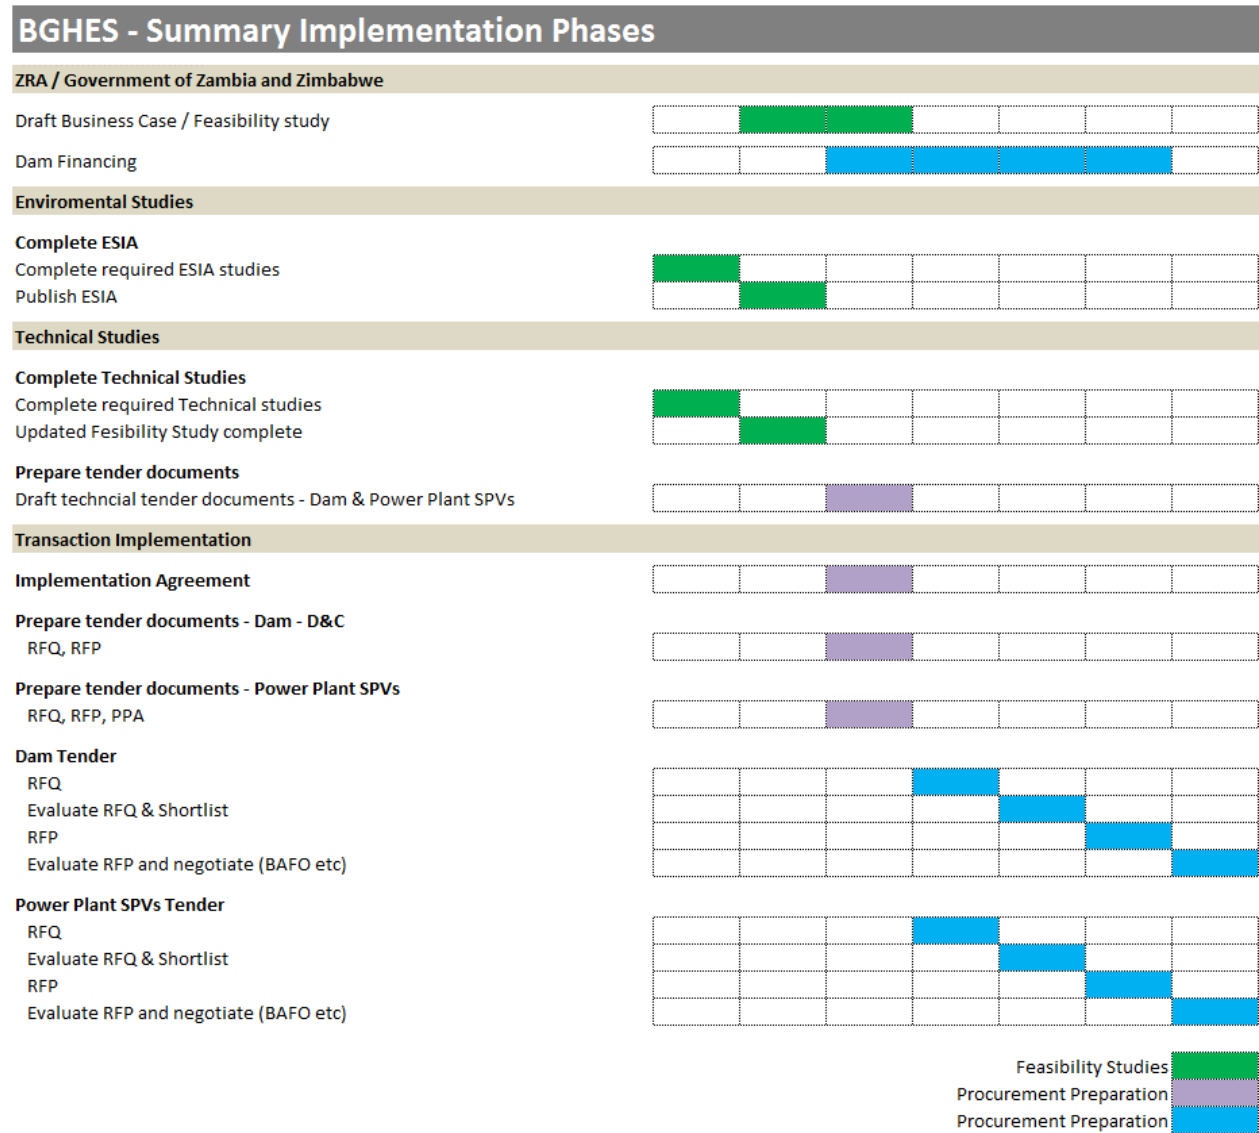 BGHES - Summary Implementation Phases
ZRA / Government of Zambia and Zimbabwe
Draft Business Case / Feasibility study
Dam Financing
Enviromental Studies
Complete ESIA
Complete required ESIA studies
Publish ESIA
Technical Studies
Complete Technical Studies
Complete required Technical studies
Updated Fesibility Study complete
Prepare tender documents
Draft techncial tender documents - Dam & Power Plant SPVs
Transaction Implementation
Implementation Agreement
Prepare tender documents - Dam - D&C
RFQ, RFP
Prepare tender documents - Power Plant SPVs
RFQ, RFP, PPA
Dam Tender
RFQ
Evaluate RFQ & Shortlist
RFP
Evaluate RFP and negotiate (BAFO etc)
Power Plant SPVs Tender
RFQ
Evaluate RFQ & Shortlist
RFP
Evaluate RFP and negotiate (BAFO etc)
Feasibility Studies
Procurement Preparation
Procurement Preparation